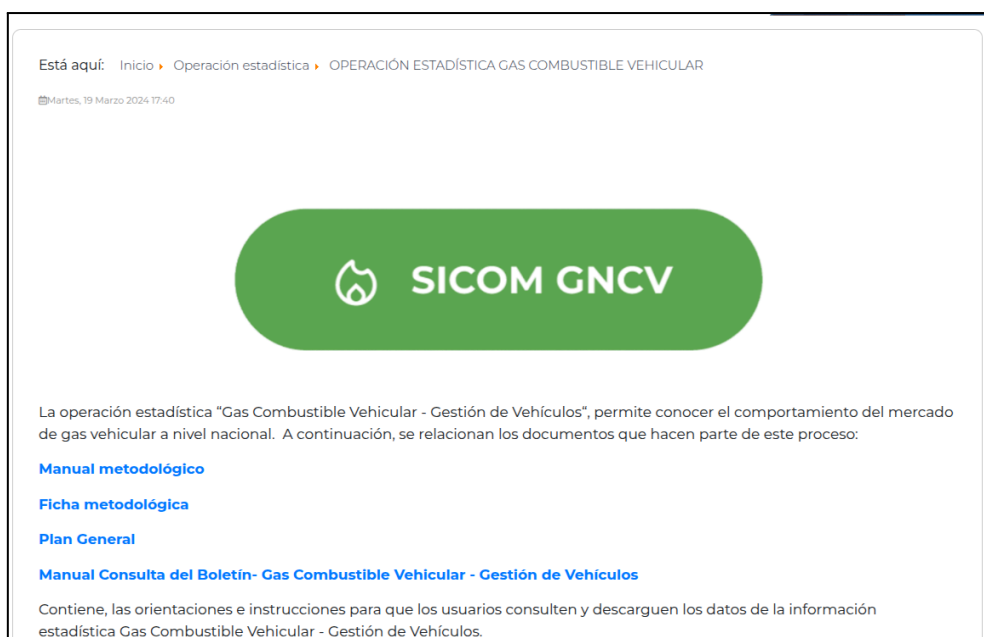 Está aquí: Inicio Operación estadística OPERACIÓN ESTADÍSTICA GAS COMBUSTIBLE VEHICULAR
Martes, 19 Marzo 2024 17:40
SICOM GNCV
La operación estadística “Gas Combustible Vehicular - Gestión de Vehículos“, permite conocer el comportamiento del mercado
de gas vehicular a nivel nacional. A continuación, se relacionan los documentos que hacen parte de este proceso:
Manual metodológico
Ficha metodológica
Plan General
Manual Consulta del Boletín- Gas Combustible Vehicular - Gestión de Vehículos
Contiene, las orientaciones e instrucciones para que los usuarios consulten y descarguen los datos de la información
estadística Gas Combustible Vehicular - Gestión de Vehículos.